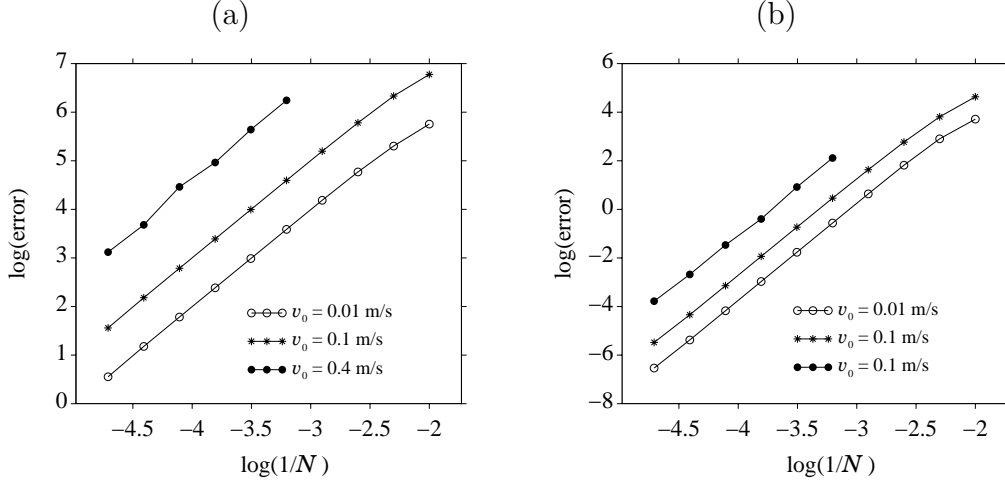 (a)
7
6
5
4
3
2
1
0
log(error)
v0 = 0.01 m/s
v0 = 0.1 m/s
v0 = 0.4 m/s
−4.5 −4 −3.5 −3 −2.5 −2
log(1/N )
(b)
6
4
2
0
−2
−4
−6
−8
log(error)
v0 = 0.01 m/s
v0 = 0.1 m/s
v0 = 0.1 m/s
−4.5 −4 −3.5 −3 −2.5 −2
log(1/N )